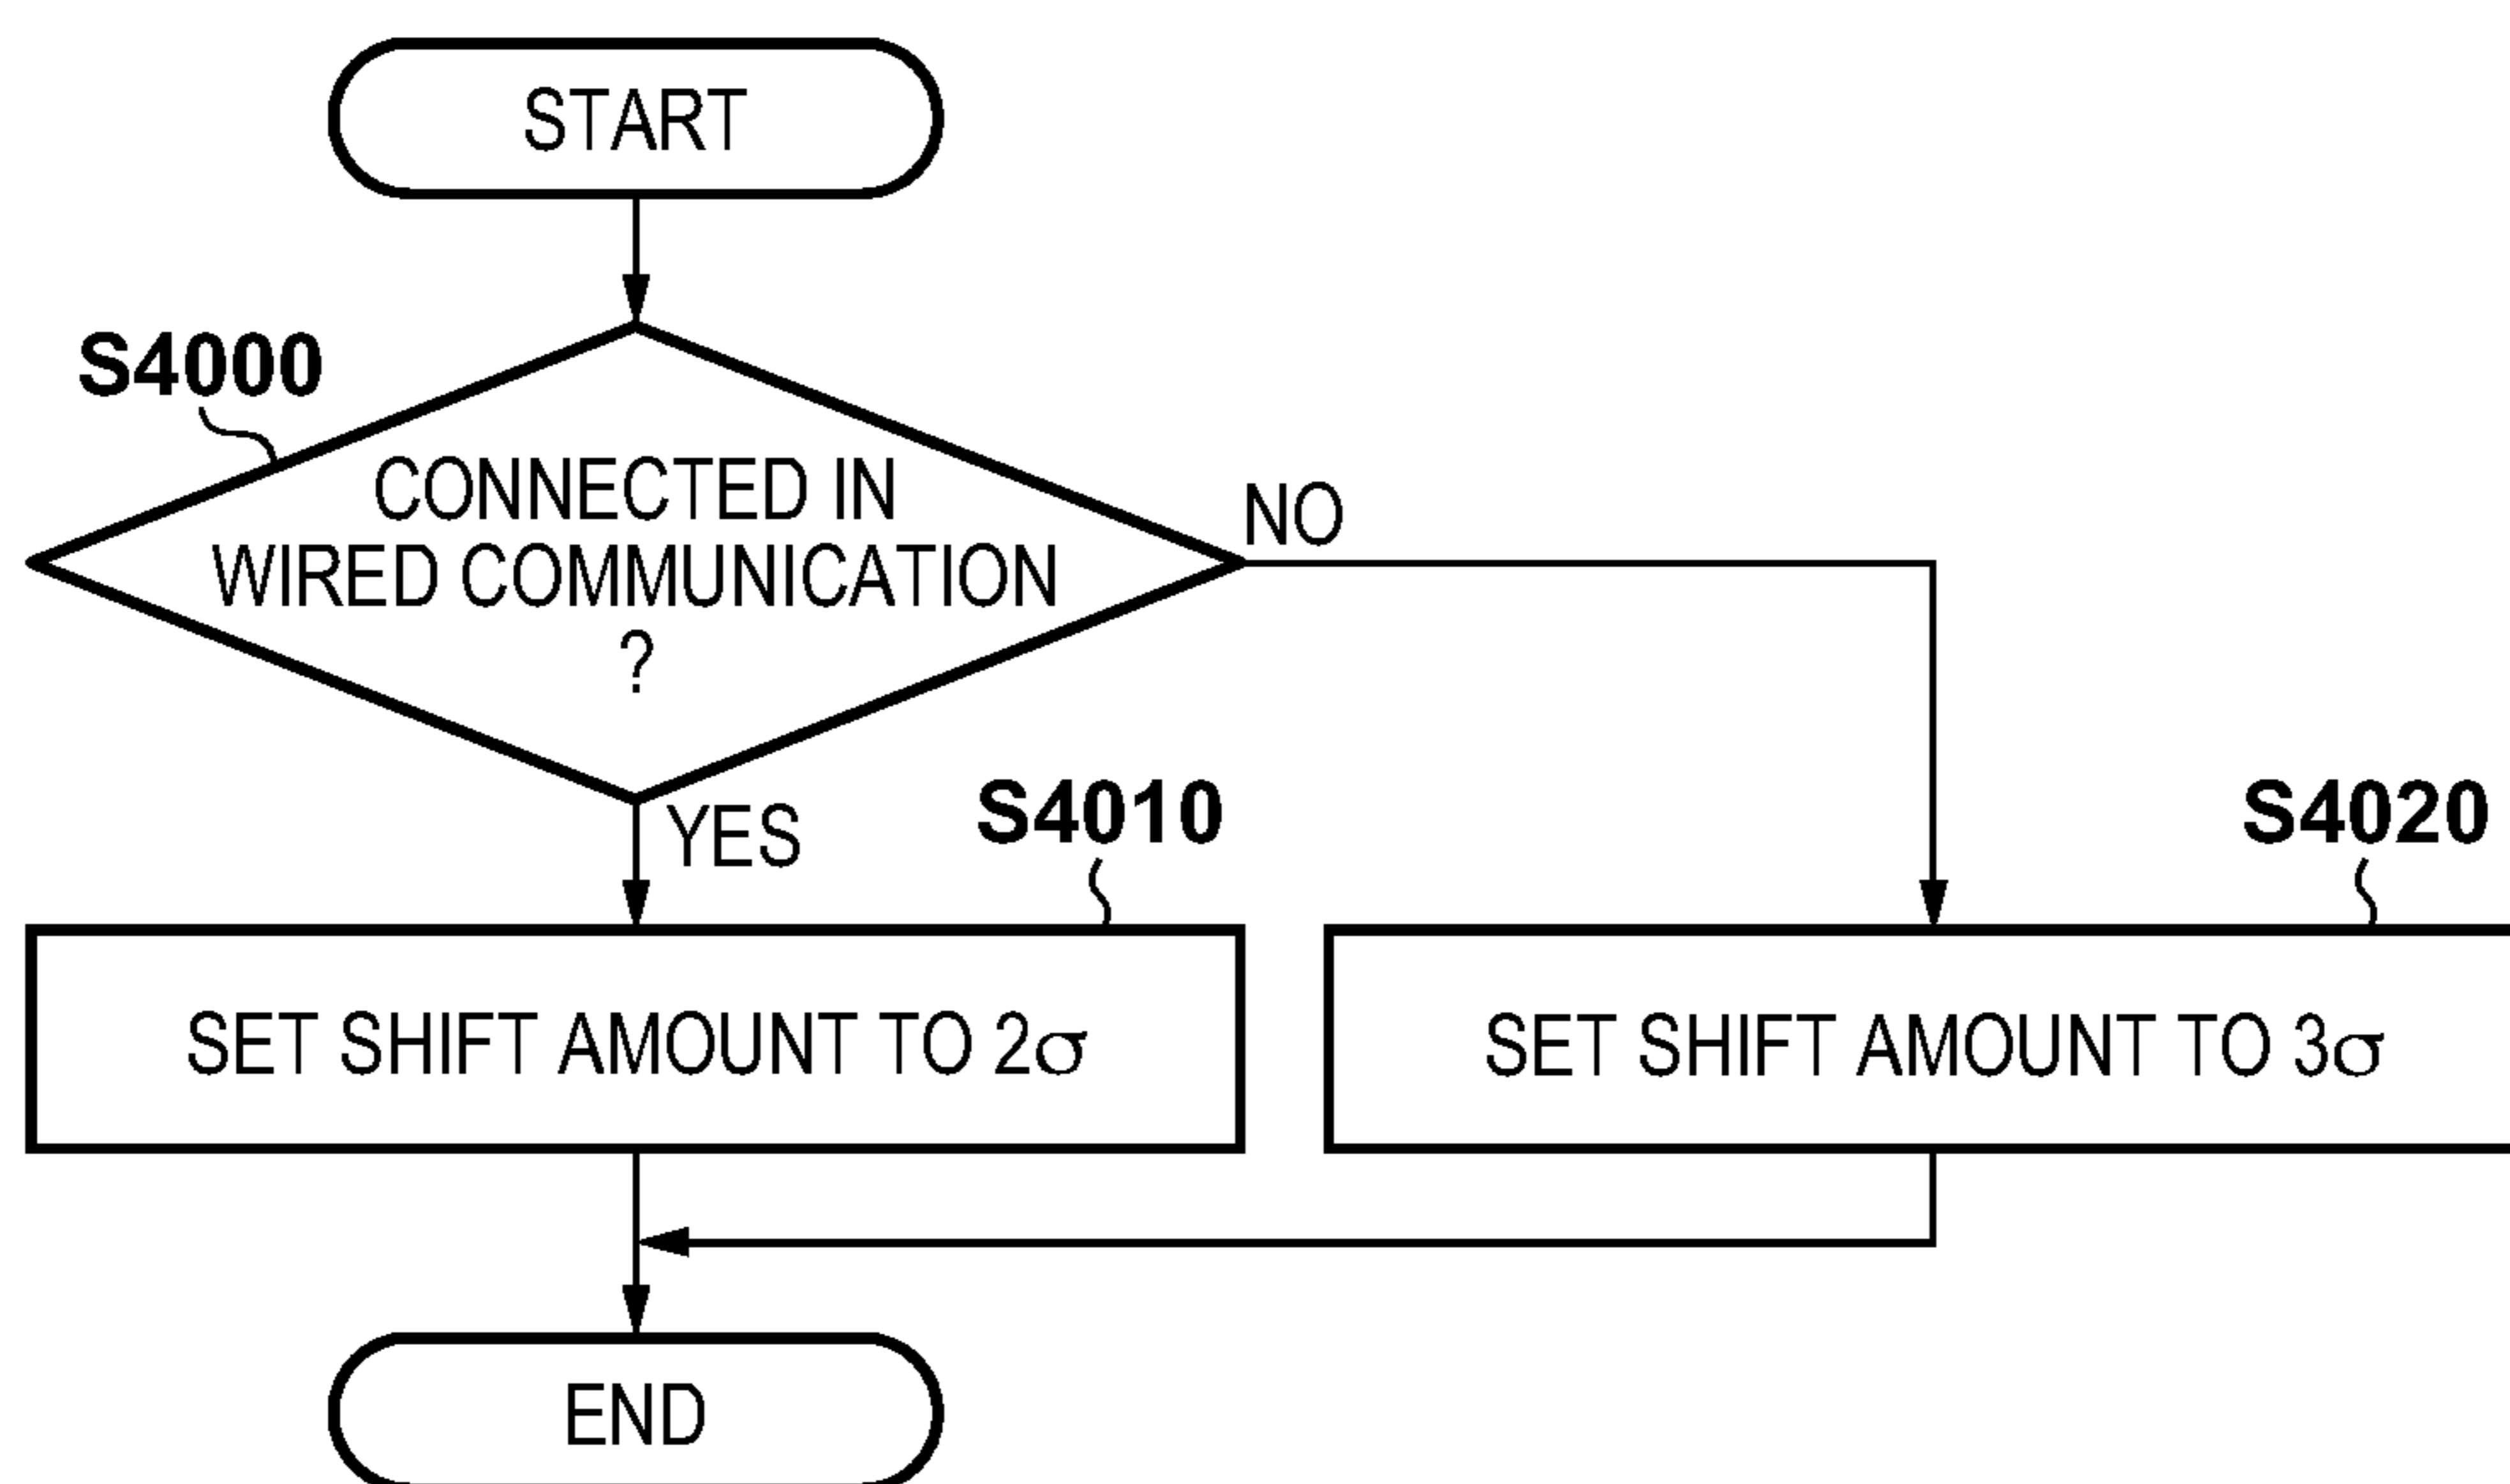 START
S4000
CONNECTED IN
WIRED COMMUNICATION
?
NO
YES
S4010
S4020
SET SHIFT AMOUNT TO 2σ
SET SHIFT AMOUNT TO 3σ
END